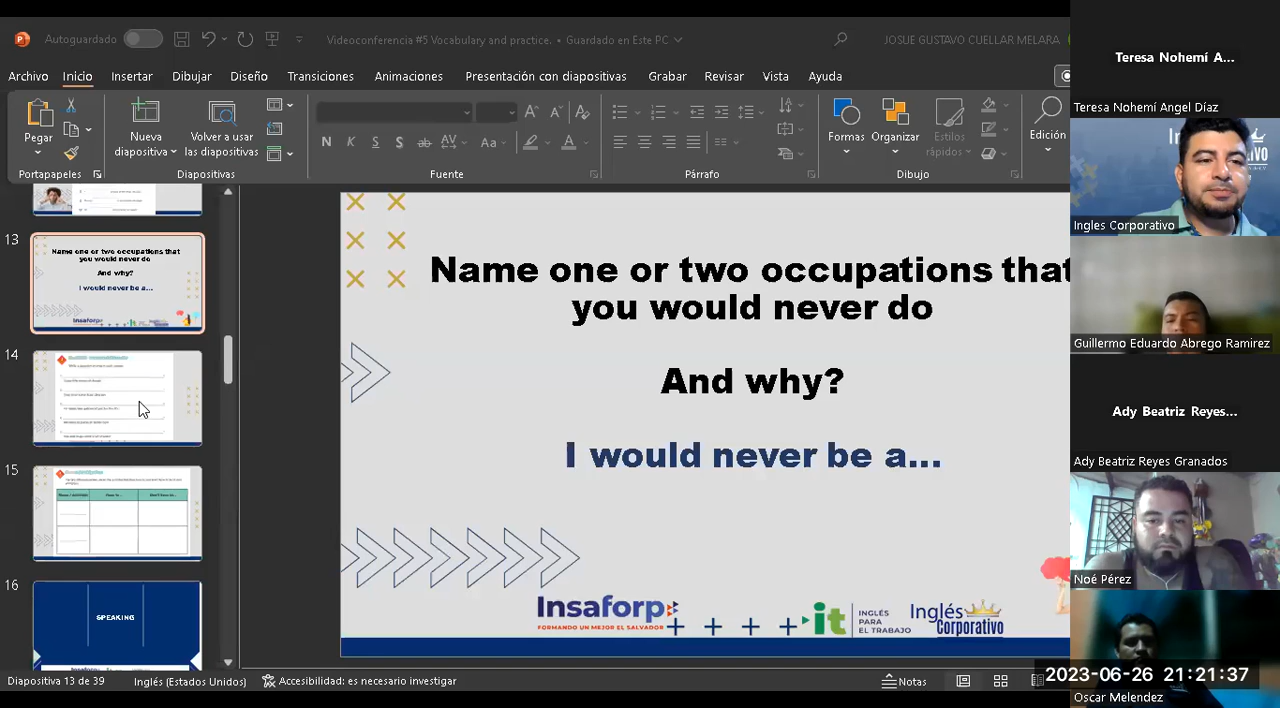 Autoguardado
Videoconferencia #5 Vocabulary and practice. • Guardado en Este PC
JOSUE GUSTAVO CUELLAR MELARA
Archivo Inicio Insertar Dibujar Diseño Transiciones Animaciones Presentación con diapositivas Grabar Revisar Vista Ayuda
Pegar
Nueva diapositiva
Volver a usar las diapositivas
Formas
Organizar
Estilos rápidos
Edición
N K S S ab AV Aa A
Portapapeles Diapositivas Fuente Párrafo Dibujo
13
Name one or two occupations that
you would never do
And why?
I would never be a...
Insaforp
14
15
16
SPEAKING
Name one or two occupations that
you would never do
And why?
I would never be a...
Insaforp
FORMANDO UN MEJOR EL SALVADOR
it
INGLÉS
PARA
EL TRABAJO
Inglés
Corporativo
Diapositiva 13 de 39
Inglés (Estados Unidos)
Accesibilidad: es necesario investigar
Notas
Teresa Nohemí A...
Teresa Nohemí Angel Díaz
Ingles Corporativo
Guillermo Eduardo Abrego Ramirez
Ady Beatriz Reyes...
Ady Beatriz Reyes Granados
Noé Pérez
2023-06-26 21:21:37
Oscar Melendez